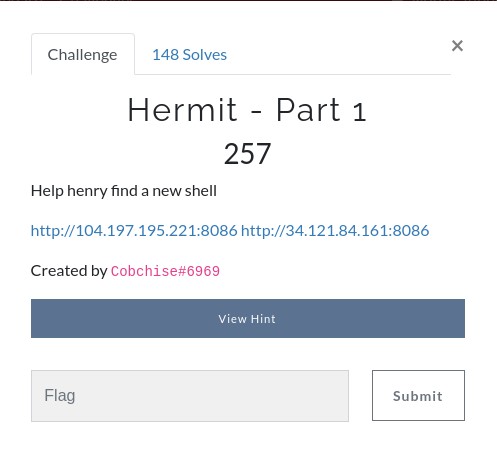 Challenge
148 Solves
×
Hermit - Part 1
257
Help henry find a new shell
http://104.197.195.221:8086 http://34.121.84.161:8086
Created by Cobchise#6969
View Hint
Flag
Submit